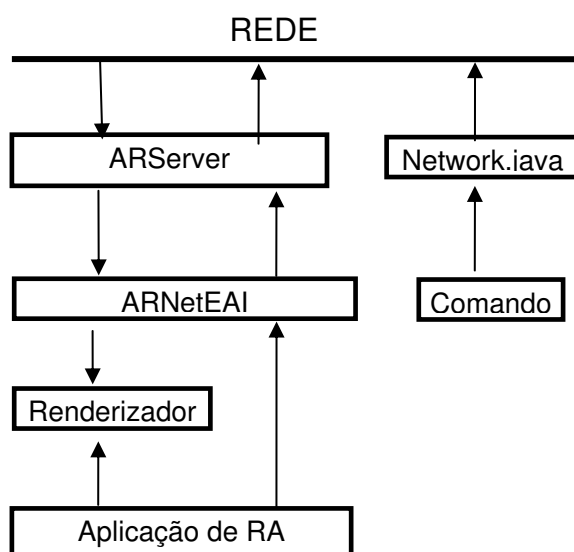 REDE
ARServer
Network.java
ARNetEAI
Comando
Renderizador
Aplicação de RA